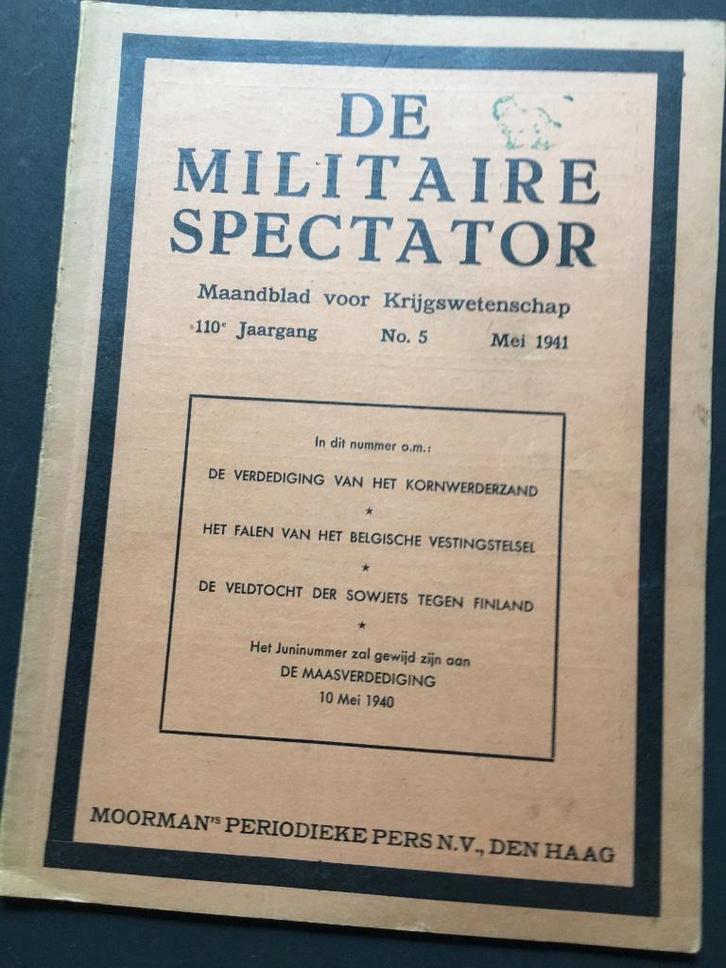 DE
MILITAIRE
SPECTATOR
Maandblad voor Krijgswetenschap
110e Jaargang No. 5 Mei 1941
In dit nummer o.m.:
DE VERDEDIGING VAN HET KORNWERDERZAND
*
HET FALEN VAN HET BELGISCHE VESTINGSTELSEL
*
DE VELDTOCHT DER SOWJETS TEGEN FINLAND
*
Het Juninummer zal gewijd zijn aan
DE MAASVERDEDIGING
10 Mei 1940
MOORMAN'S PERIODIEKE PERS N.V., DEN HAAG